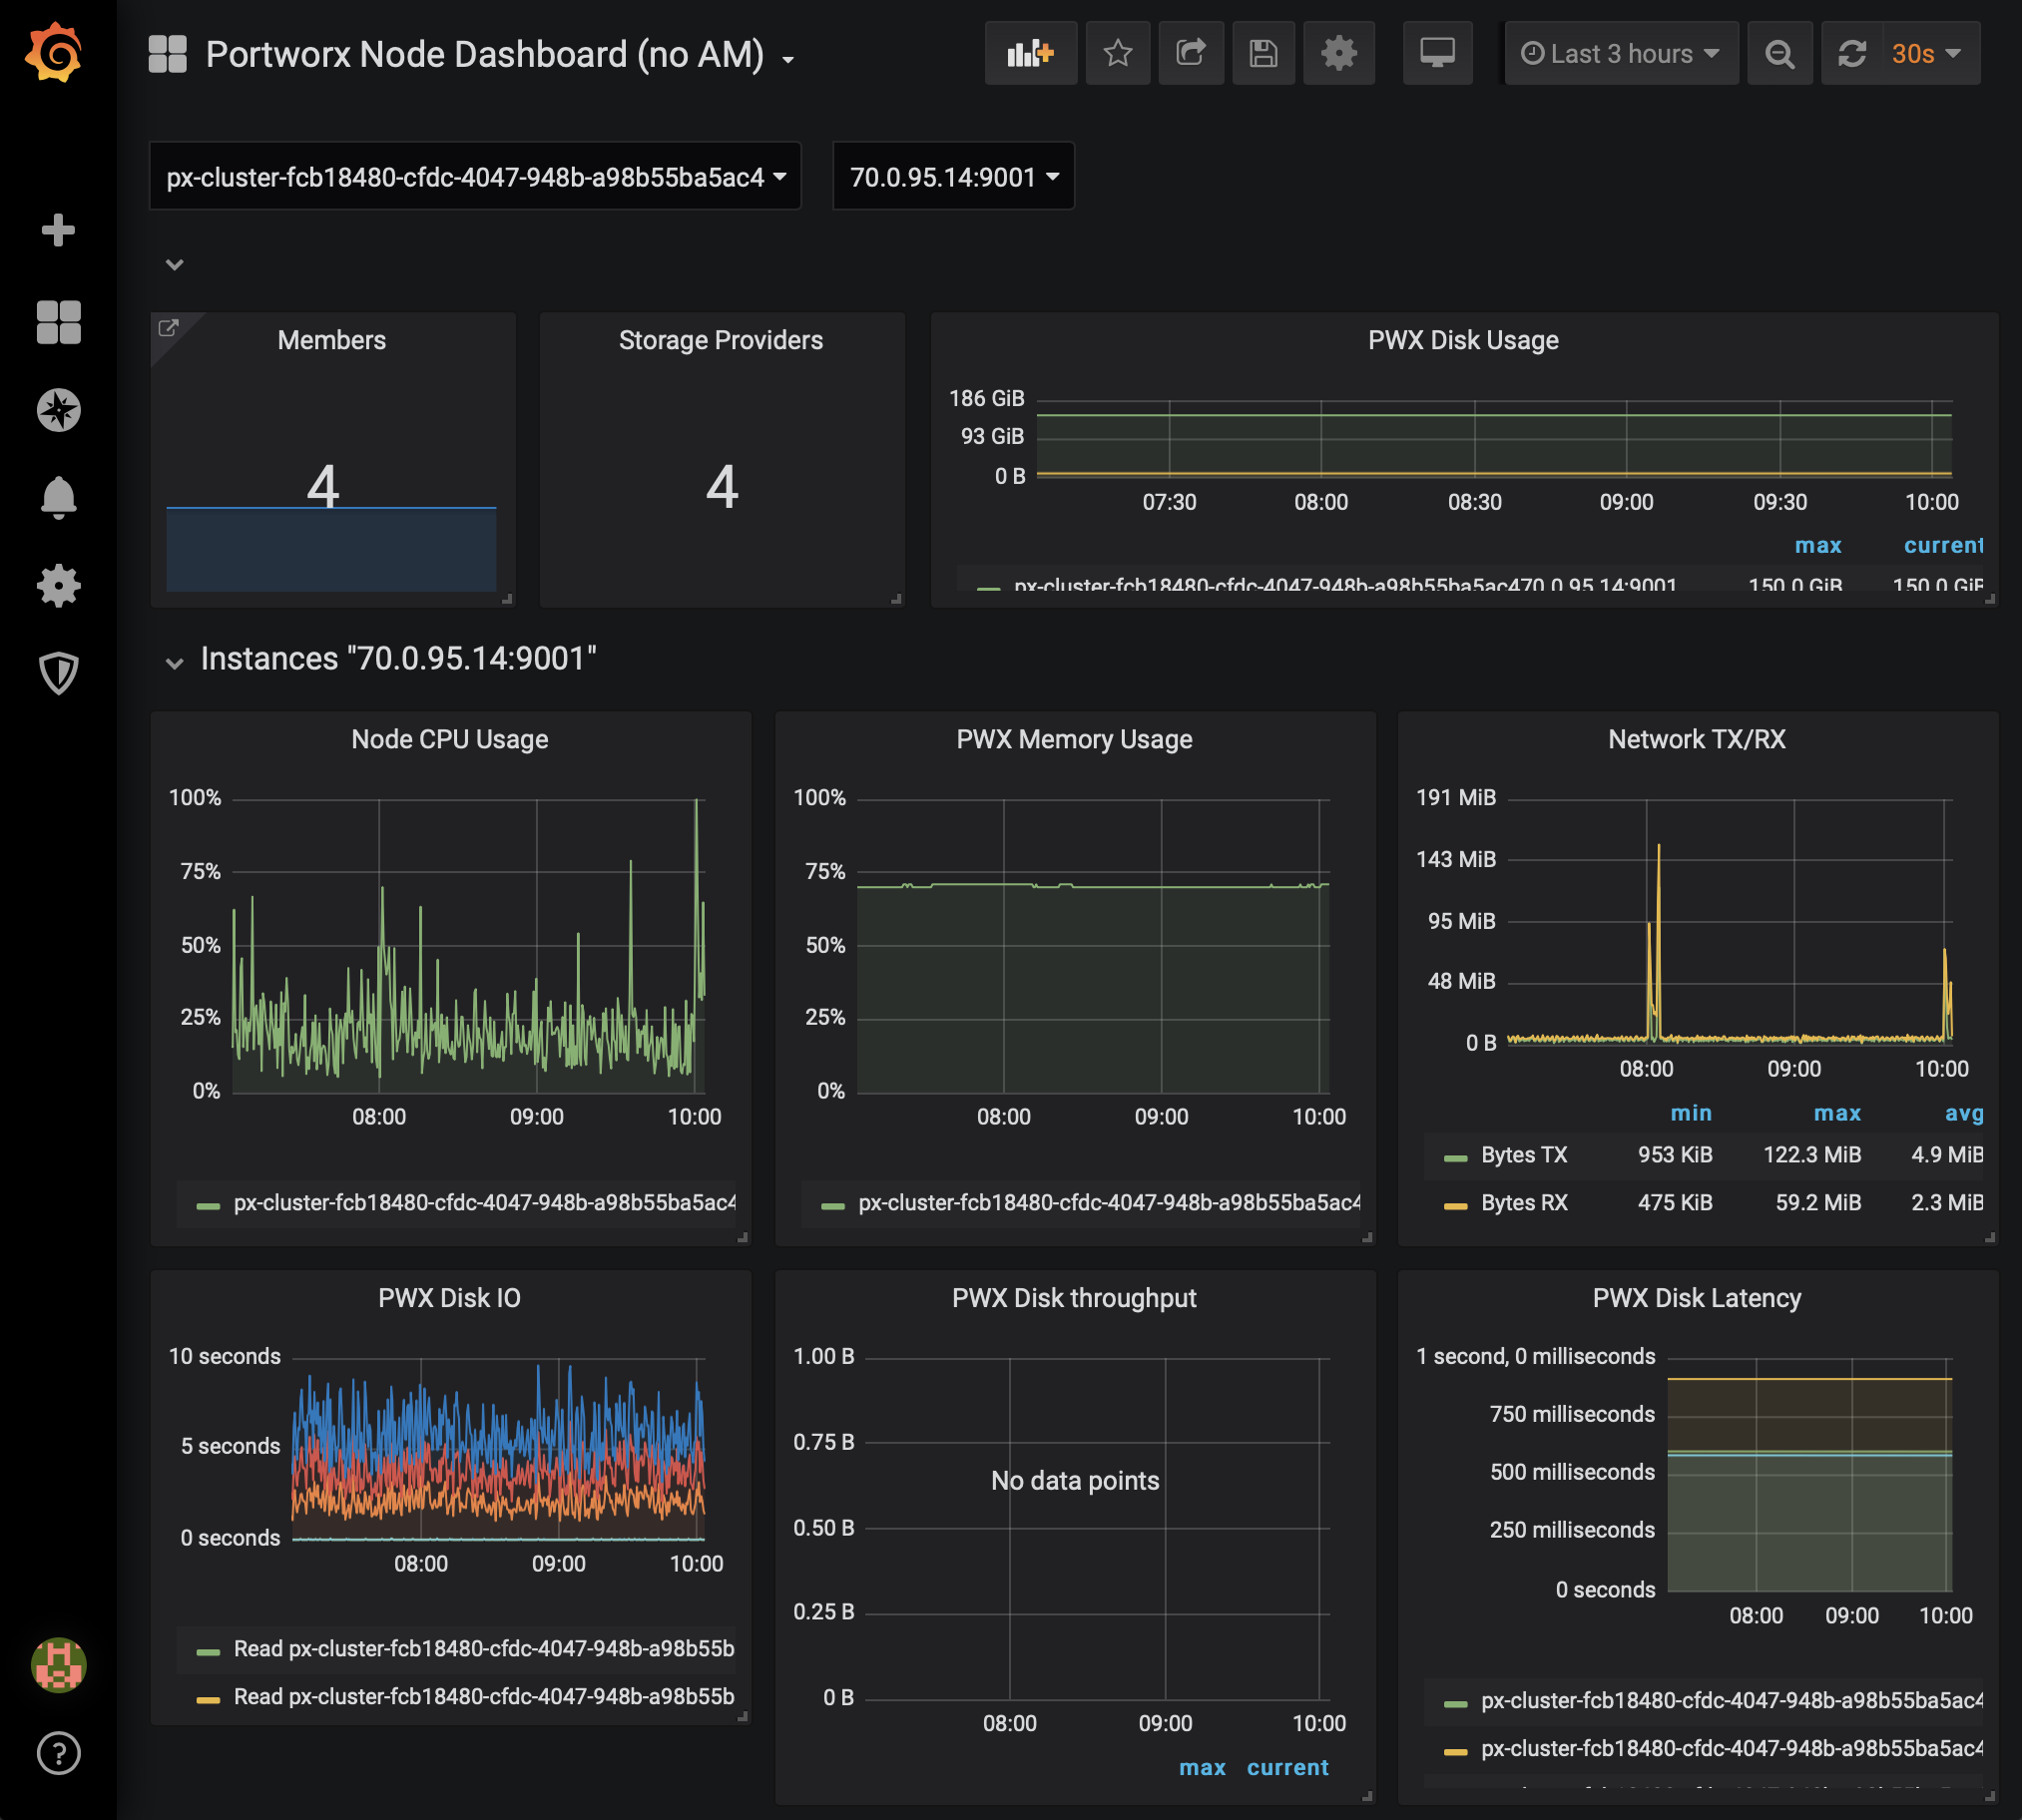 Portworx Node Dashboard (no AM)
Last 3 hours
30s
px-cluster-fcb18480-cfdc-4047-948b-a98b55ba5ac4
70.0.95.14:9001
Members
4
Storage Providers
4
PWX Disk Usage
186 GiB
93 GiB
0 B
07:30 08:00 08:30 09:00 09:30 10:00
max current
px-cluster-fcb18480-cfdc-4047-948b-a98b55ba5ac470.0.95.14:9001 150.0 GiB 150.0 GiB
Instances "70.0.95.14:9001"
Node CPU Usage
100%
75%
50%
25%
0%
08:00 09:00 10:00
px-cluster-fcb18480-cfdc-4047-948b-a98b55ba5ac4
PWX Memory Usage
100%
75%
50%
25%
0%
08:00 09:00 10:00
px-cluster-fcb18480-cfdc-4047-948b-a98b55ba5ac4
Network TX/RX
191 MiB
143 MiB
95 MiB
48 MiB
0 B
08:00 09:00 10:00
min max avg
Bytes TX 953 KiB 122.3 MiB 4.9 MiB
Bytes RX 475 KiB 59.2 MiB 2.3 MiB
PWX Disk IO
10 seconds
5 seconds
0 seconds
08:00 09:00 10:00
Read px-cluster-fcb18480-cfdc-4047-948b-a98b55b
Read px-cluster-fcb18480-cfdc-4047-948b-a98b55b
PWX Disk throughput
1.00 B
0.75 B
No data points
0.50 B
0.25 B
0 B
08:00 09:00 10:00
max current
PWX Disk Latency
1 second, 0 milliseconds
750 milliseconds
500 milliseconds
250 milliseconds
0 seconds
08:00 09:00 10:00
px-cluster-fcb18480-cfdc-4047-948b-a98b55ba5ac4
px-cluster-fcb18480-cfdc-4047-948b-a98b55ba5ac4